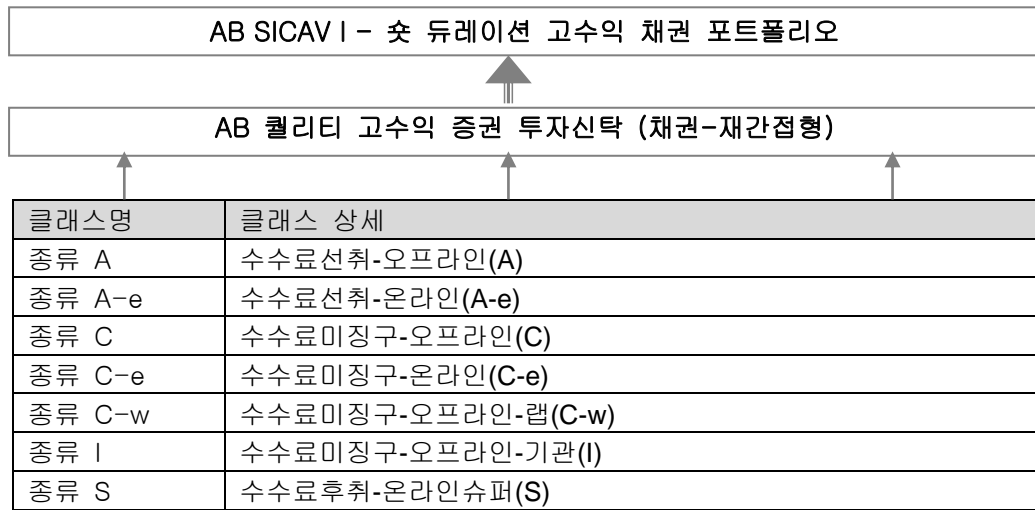 AB SICAV I - 숏 듀레이션 고수익 채권 포트폴리오
AB 퀄리티 고수익 증권 투자신탁 (채권-재간접형)
클래스명 클래스 상세
종류 A 수수료선취-오프라인(A)
종류 A-e 수수료선취-온라인(A-e)
종류 C 수수료미징구-오프라인(C)
종류 C-e 수수료미징구-온라인(C-e)
종류 C-w 수수료미징구-오프라인-랩(C-w)
종류 I 수수료미징구-오프라인-기관(I)
종류 S 수수료후취-온라인슈퍼(S)